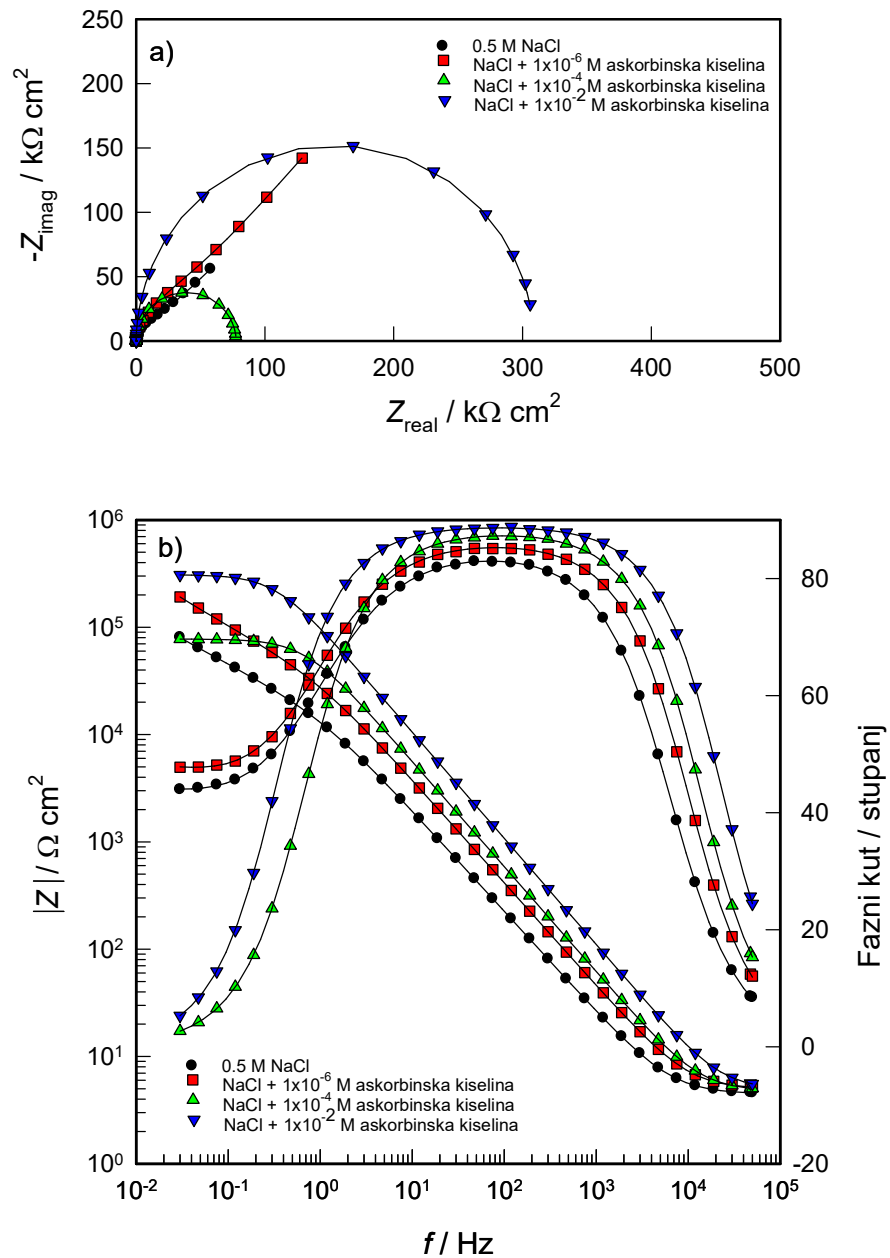 a)
0.5 M NaCl
NaCl + 1x10⁻⁶ M askorbinska kiselina
NaCl + 1x10⁻⁴ M askorbinska kiselina
NaCl + 1x10⁻² M askorbinska kiselina
250
200
150
100
50
0
-Z_imag / kΩ cm²
0 100 200 300 400 500
Z_real / kΩ cm²
b)
10⁶
10⁵
10⁴
10³
10²
10¹
10⁰
|Z| / Ω cm²
80
60
40
20
0
-20
Fazni kut / stupanj
0.5 M NaCl
NaCl + 1x10⁻⁶ M askorbinska kiselina
NaCl + 1x10⁻⁴ M askorbinska kiselina
NaCl + 1x10⁻² M askorbinska kiselina
10⁻² 10⁻¹ 10⁰ 10¹ 10² 10³ 10⁴ 10⁵
f / Hz